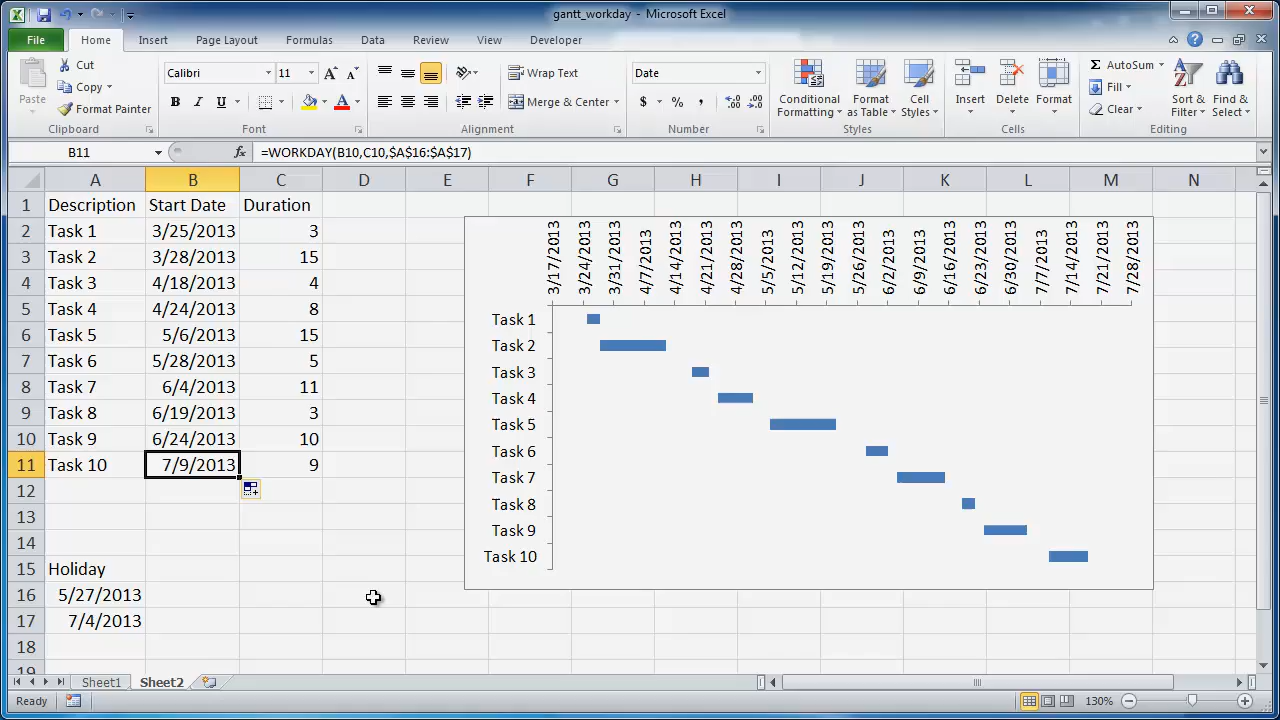 gantt_workday - Microsoft Excel
File Home Insert Page Layout Formulas Data Review View Developer
Paste
Cut
Copy
Format Painter
Clipboard
Calibri 11
B I U
Font
Wrap Text
Merge & Center
Alignment
Date
$ % ,
Number
Conditional Formatting
Format as Table
Cell Styles
Styles
Insert Delete Format
Cells
Σ AutoSum
Fill
Clear
Sort & Filter
Find & Select
Editing
B11 fx =WORKDAY(B10,C10,$A$16:$A$17)
A B C D E F G H I J K L M N
1 Description Start Date Duration
2 Task 1 3/25/2013 3
3 Task 2 3/28/2013 15
4 Task 3 4/18/2013 4
5 Task 4 4/24/2013 8
6 Task 5 5/6/2013 15
7 Task 6 5/28/2013 5
8 Task 7 6/4/2013 11
9 Task 8 6/19/2013 3
10 Task 9 6/24/2013 10
11 Task 10 7/9/2013 9
12
13
14
15 Holiday
16 5/27/2013
17 7/4/2013
18
19
3/17/2013 3/24/2013 3/31/2013 4/7/2013 4/14/2013 4/21/2013 4/28/2013 5/5/2013 5/12/2013 5/19/2013 5/26/2013 6/2/2013 6/9/2013 6/16/2013 6/23/2013 6/30/2013 7/7/2013 7/14/2013 7/21/2013 7/28/2013
Task 1
Task 2
Task 3
Task 4
Task 5
Task 6
Task 7
Task 8
Task 9
Task 10
Sheet1 Sheet2
Ready 130%